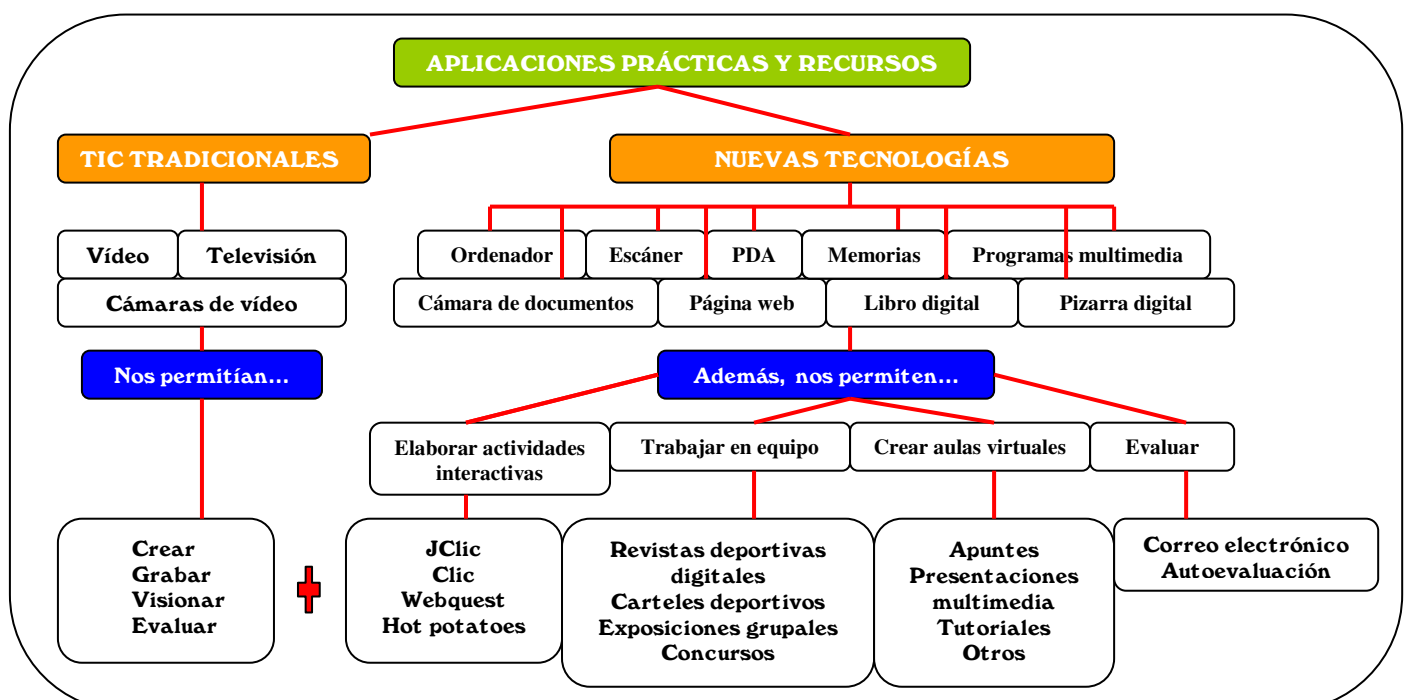 APLICACIONES PRÁCTICAS Y RECURSOS
TIC TRADICIONALES
NUEVAS TECNOLOGÍAS
Vídeo
Televisión
Cámaras de vídeo
Ordenador
Escáner
PDA
Memorias
Programas multimedia
Cámara de documentos
Página web
Libro digital
Pizarra digital
Nos permitían...
Además, nos permiten...
Elaborar actividades
interactivas
Trabajar en equipo
Crear aulas virtuales
Evaluar
Crear
Grabar
Visionar
Evaluar
JClic
Clic
Webquest
Hot potatoes
Revistas deportivas
digitales
Carteles deportivos
Exposiciones grupales
Concursos
Apuntes
Presentaciones
multimedia
Tutoriales
Otros
Correo electrónico
Autoevaluación